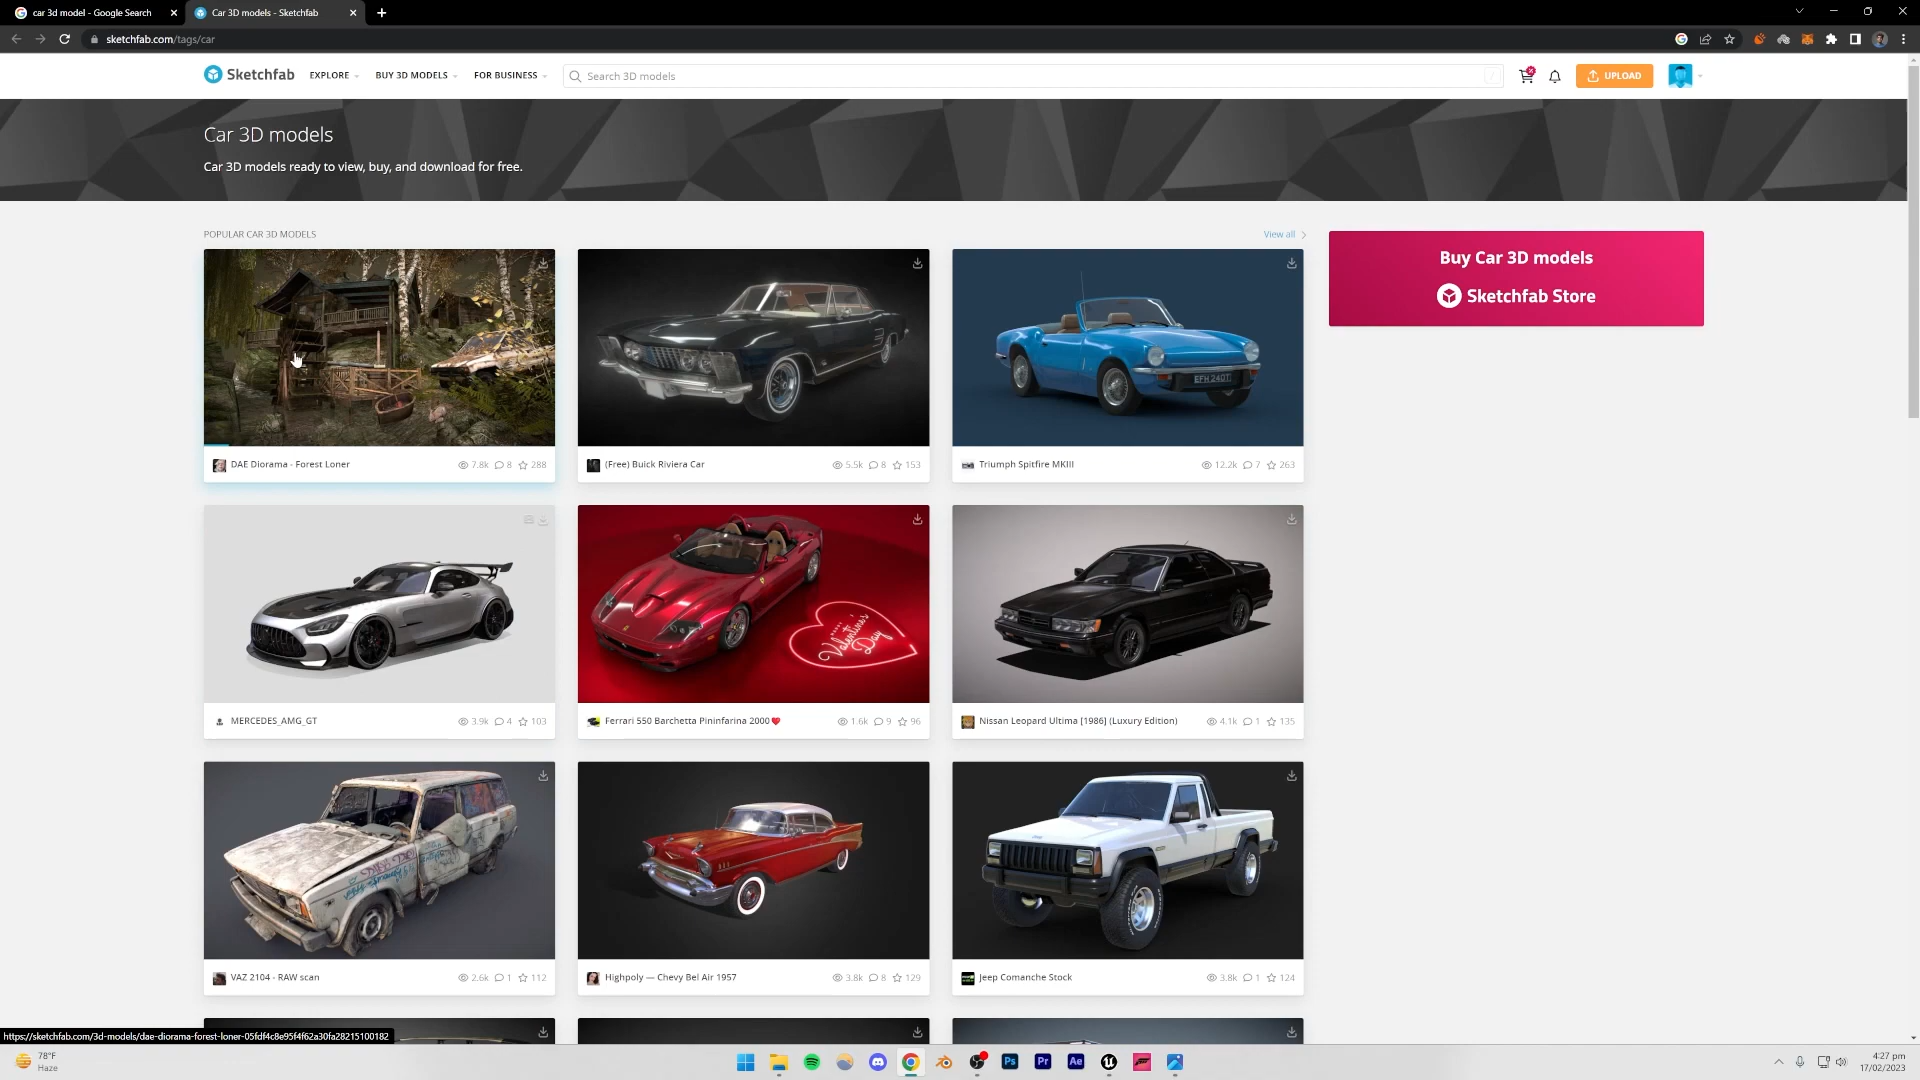 car 3d model - Google Search
Car 3D models - Sketchfab
sketchfab.com/tags/car
Sketchfab EXPLORE BUY 3D MODELS FOR BUSINESS Search 3D models / UPLOAD
Car 3D models
Car 3D models ready to view, buy, and download for free.
POPULAR CAR 3D MODELS View all
Buy Car 3D models
Sketchfab Store
EFH 240T
DAE Diorama - Forest Loner 7.8k 8 288
(Free) Buick Riviera Car 5.5k 8 153
Triumph Spitfire MKIII 12.2k 7 263
Valentine's
Day
MERCEDES_AMG_GT 3.9k 4 103
Ferrari 550 Barchetta Pininfarina 2000❤️ 1.6k 9 96
Nissan Leopard Ultima [1986] (Luxury Edition) 4.1k 1 135
VAZ 2104 - RAW scan 2.6k 1 112
Highpoly — Chevy Bel Air 1957 3.8k 8 129
Jeep Comanche Stock 3.8k 1 124
https://sketchfab.com/3d-models/dae-diorama-forest-loner-05fdf4c8e95f4f62a30fa28215100182
78°F
Haze
Ps Pr Ae
4:27 pm
17/02/2023